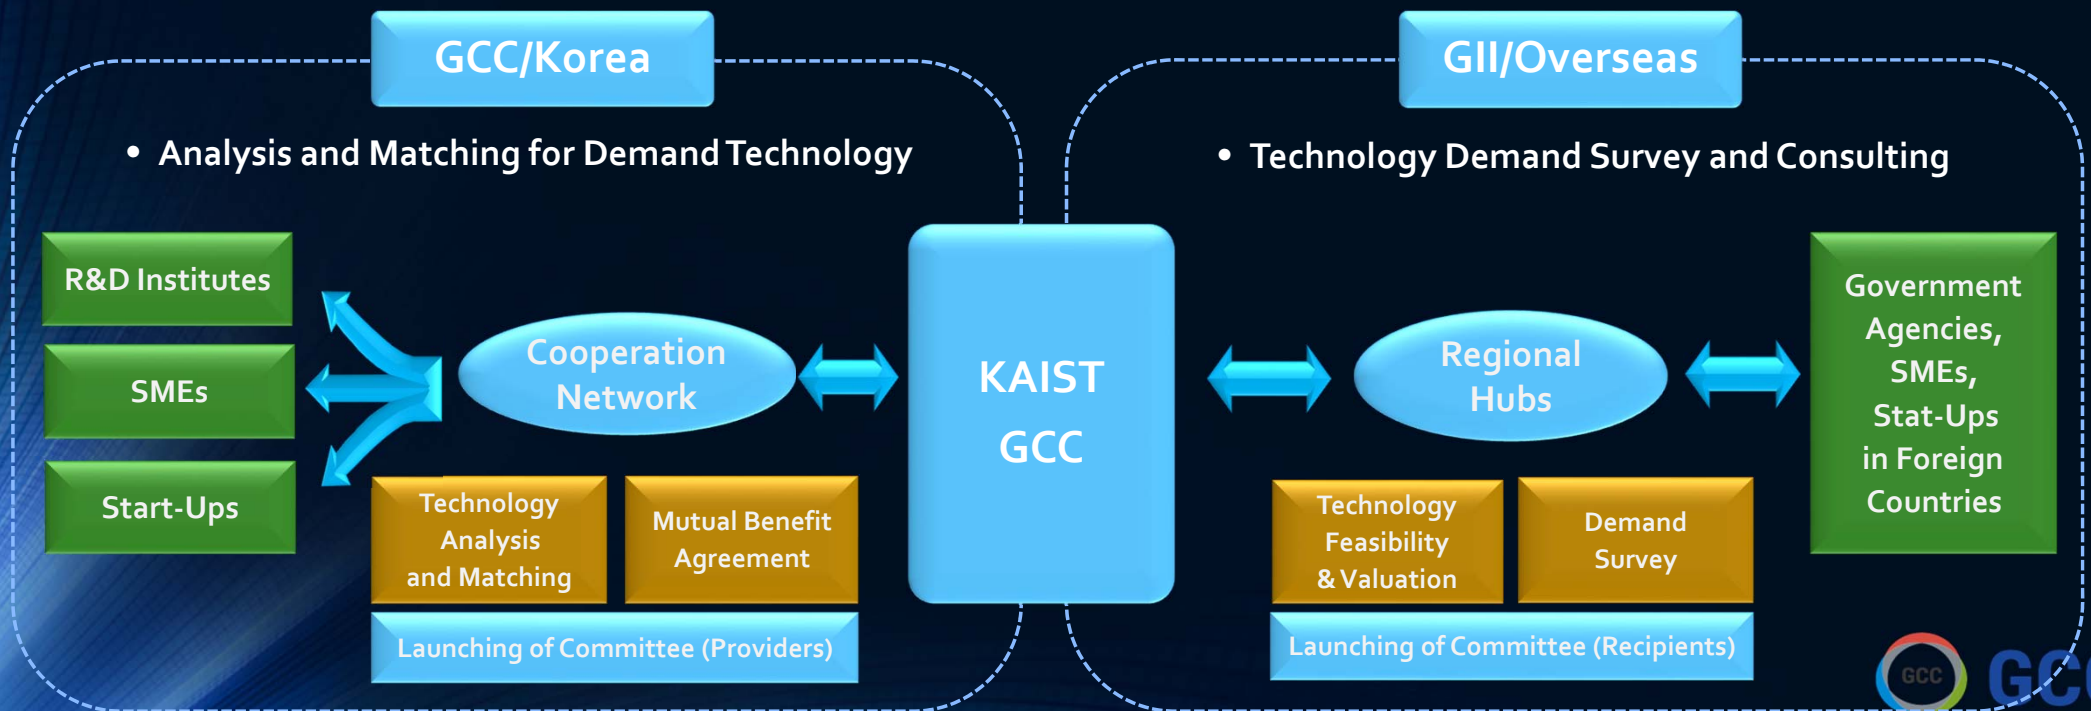 GCC/Korea
• Analysis and Matching for Demand Technology
R&D Institutes
SMEs
Start-Ups
Cooperation
Network
Technology
Analysis
and Matching
Mutual Benefit
Agreement
Launching of Committee (Providers)
KAIST
GCC
GII/Overseas
• Technology Demand Survey and Consulting
Regional
Hubs
Government
Agencies,
SMEs,
Stat-Ups
in Foreign
Countries
Technology
Feasibility
& Valuation
Demand
Survey
Launching of Committee (Recipients)
GCC
GCC